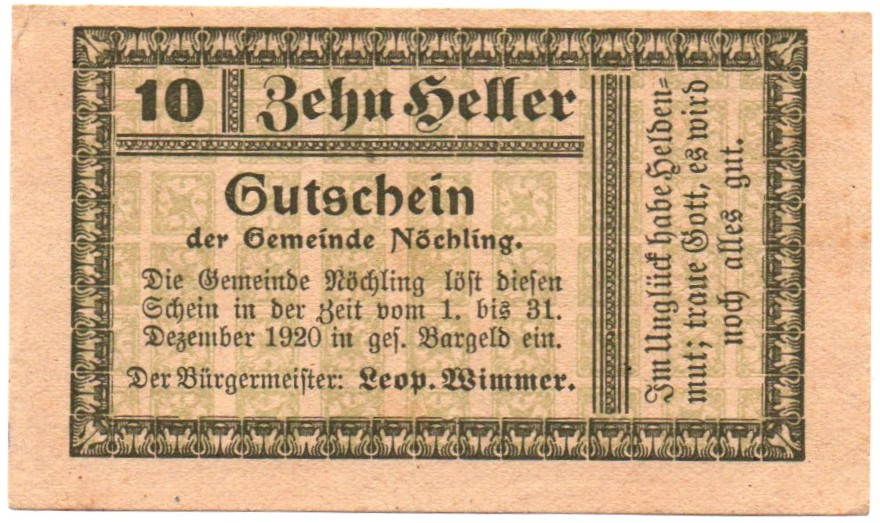 10 Zehn Heller
Gutschein
der Gemeinde Nöchling.
Die Gemeinde Nöchling löst diesen
Schein in der Zeit vom 1. bis 31.
Dezember 1920 in ges. Bargeld ein.
Der Bürgermeister: Leop. Wimmer.
Im Unglück habe Helden=
mut; traue Gott, es wird
noch alles gut.